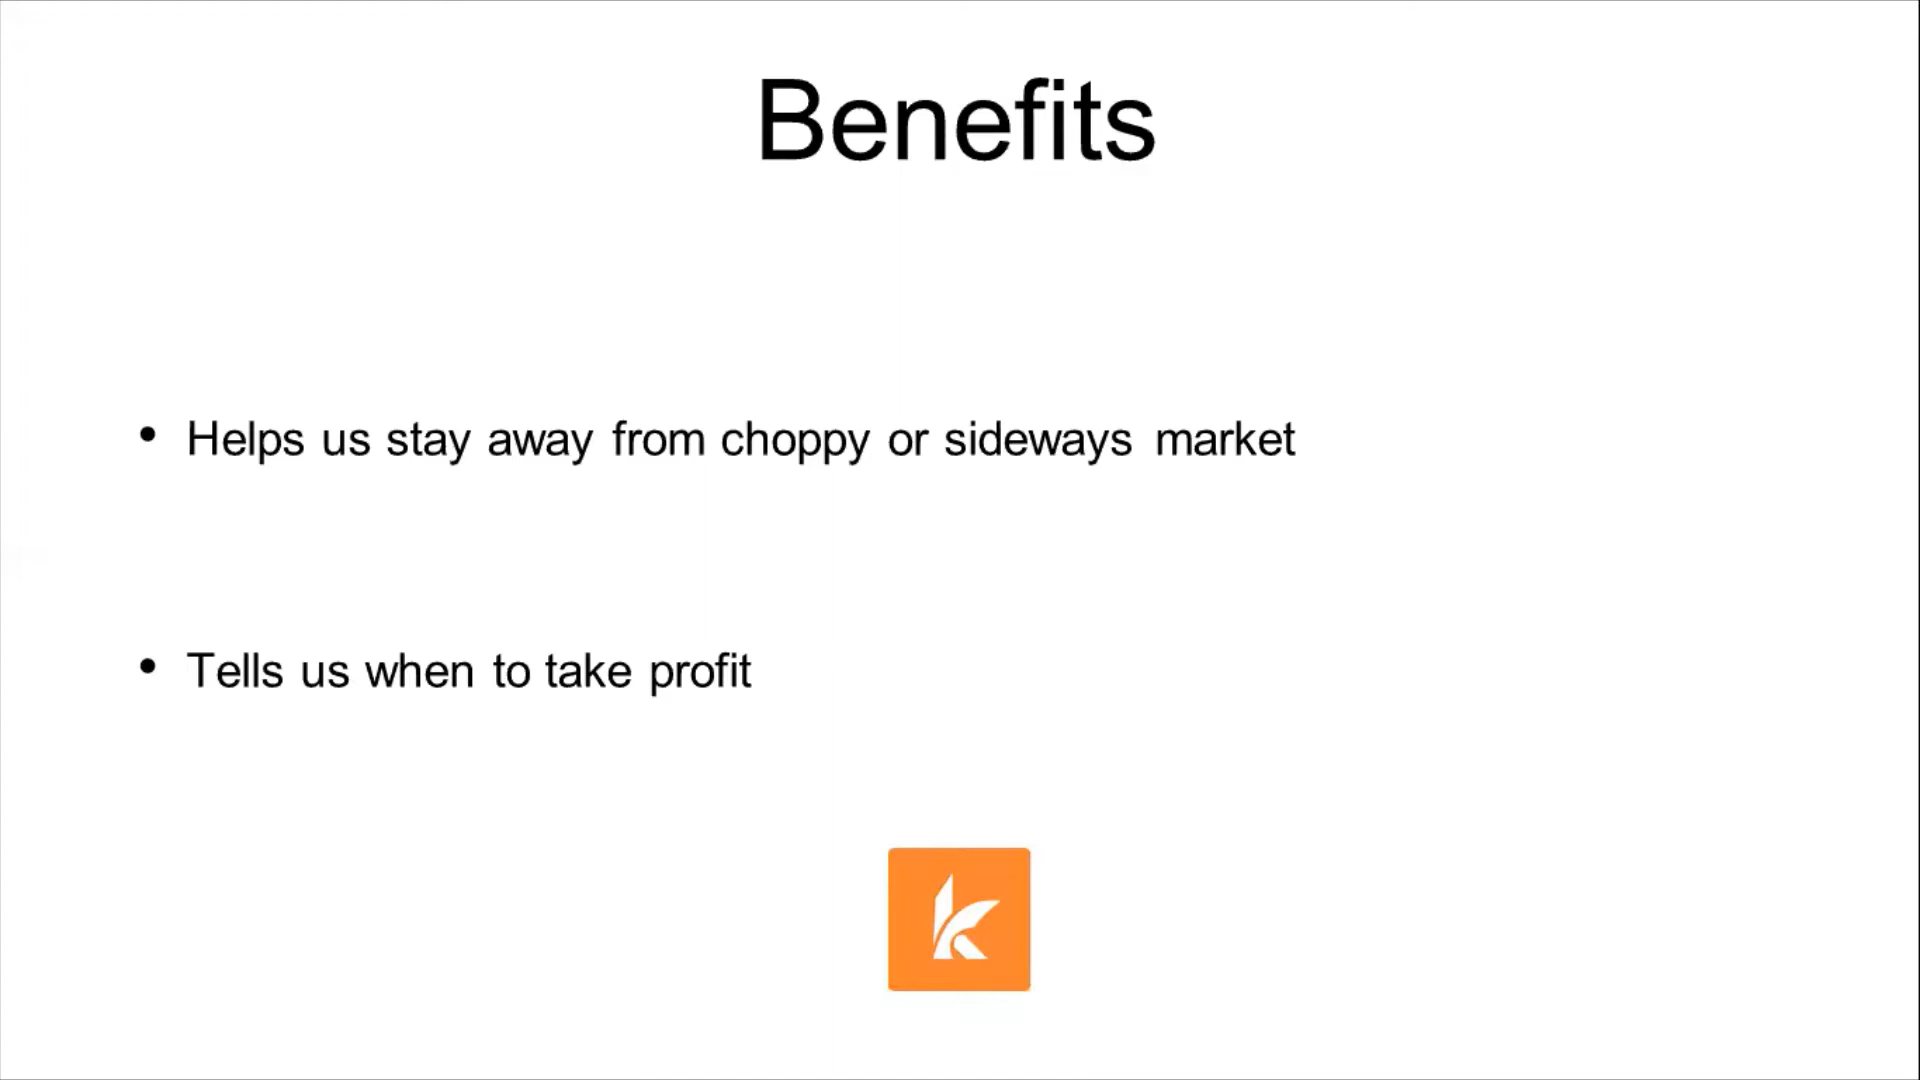 Benefits
• Helps us stay away from choppy or sideways market
• Tells us when to take profit